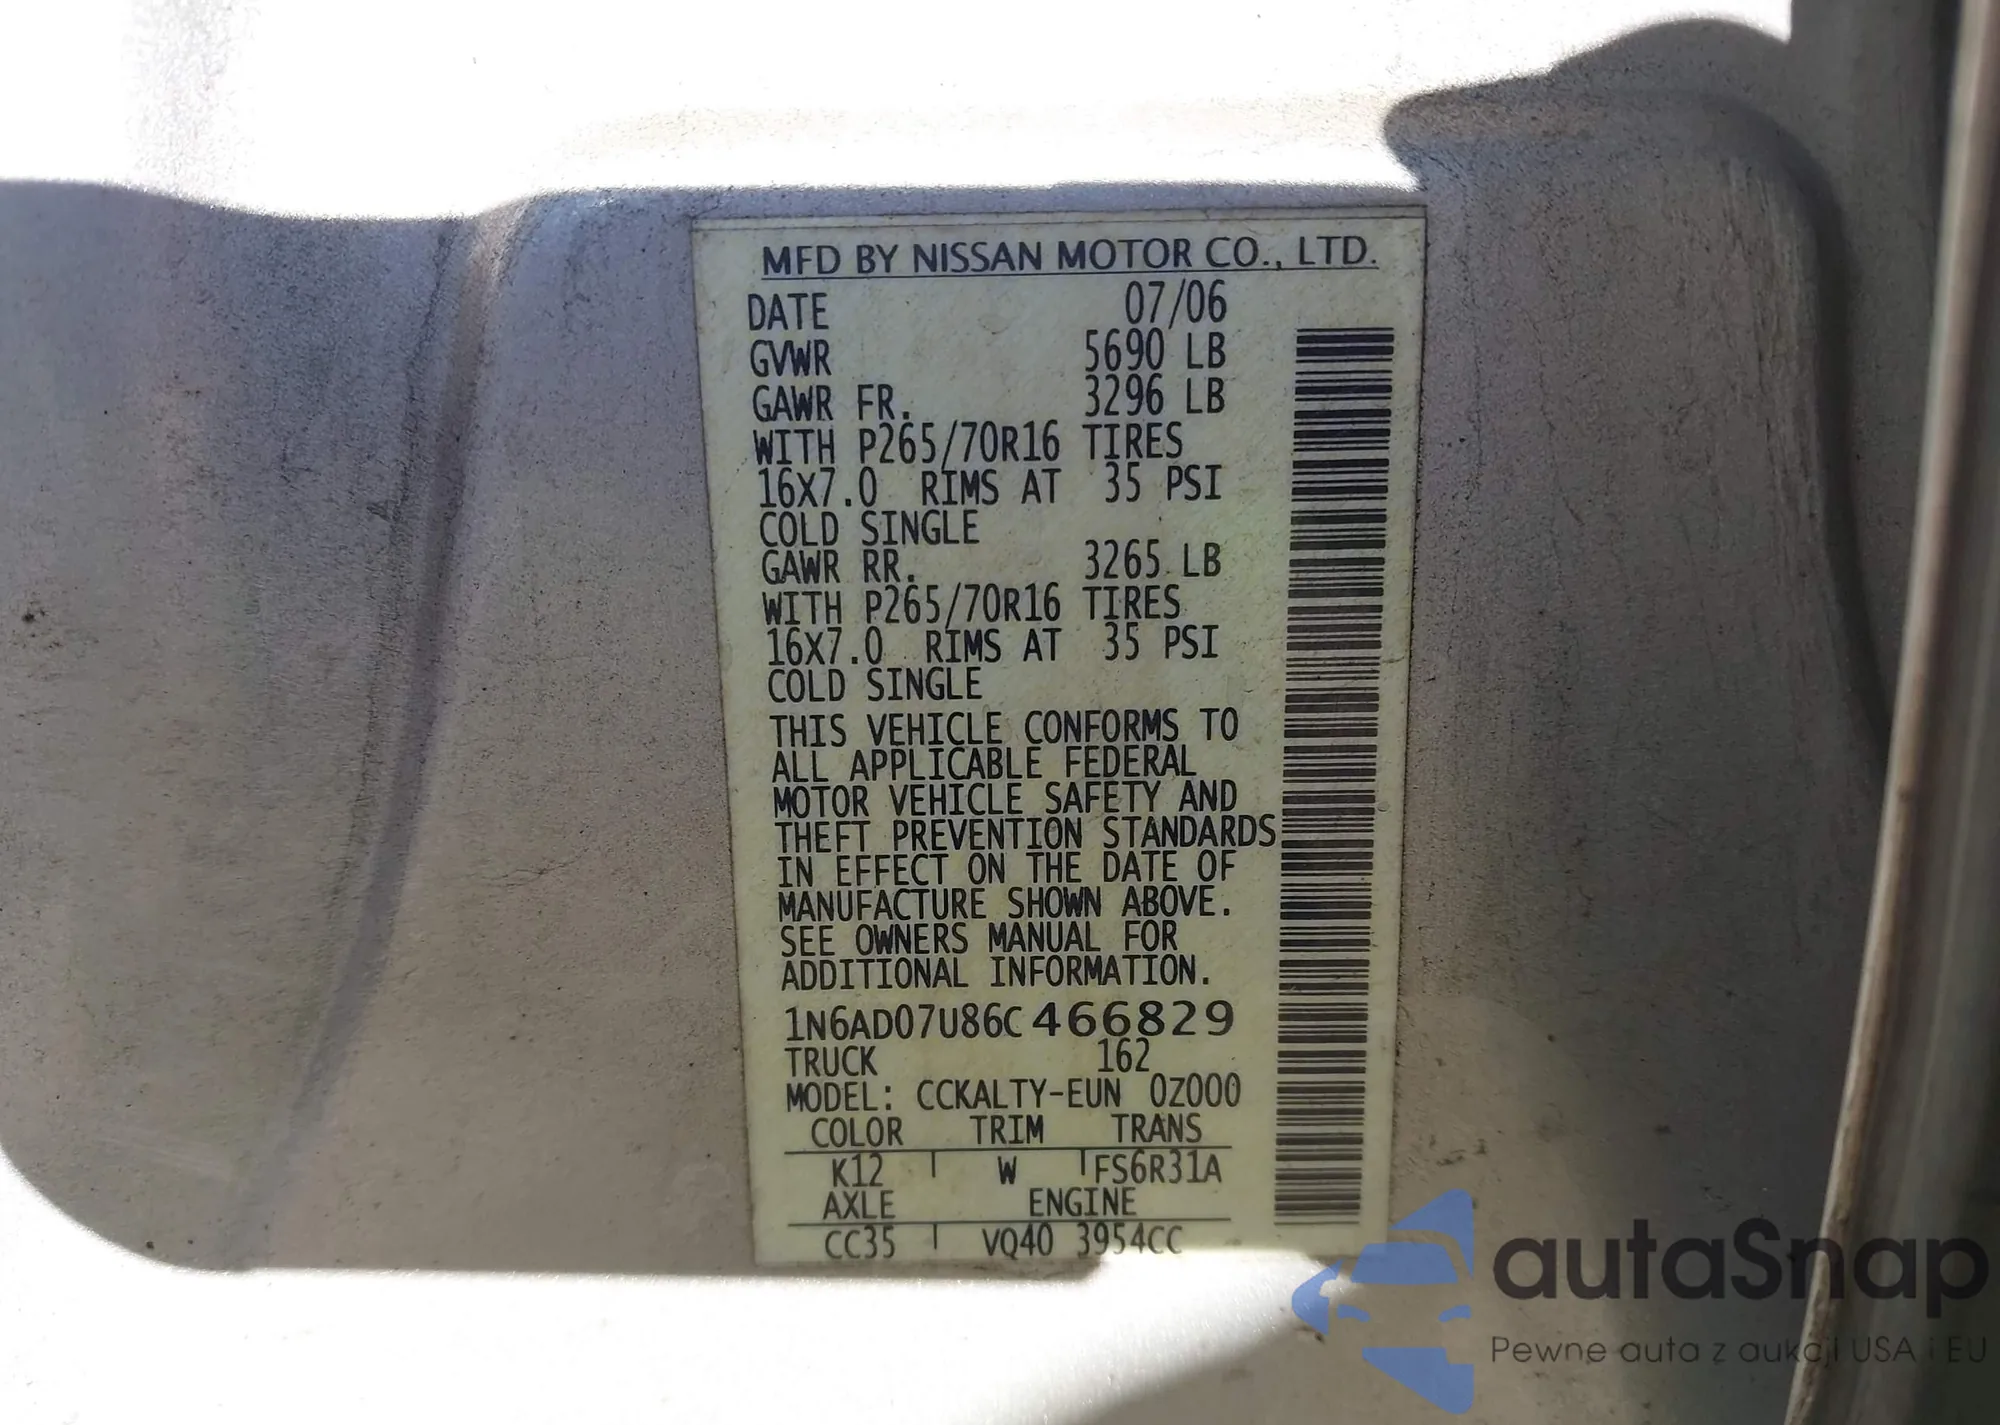 MFD BY NISSAN MOTOR CO., LTD.
DATE 07/06
GVWR 5690 LB
GAWR FR. 3296 LB
WITH P265/70R16 TIRES
16X7.0 RIMS AT 35 PSI
COLD SINGLE
GAWR RR. 3265 LB
WITH P265/70R16 TIRES
16X7.0 RIMS AT 35 PSI
COLD SINGLE
THIS VEHICLE CONFORMS TO
ALL APPLICABLE FEDERAL
MOTOR VEHICLE SAFETY AND
THEFT PREVENTION STANDARDS
IN EFFECT ON THE DATE OF
MANUFACTURE SHOWN ABOVE.
SEE OWNERS MANUAL FOR
ADDITIONAL INFORMATION.
1N6AD07U86C466829
TRUCK 162
MODEL: CCKALTY-EUN 0Z000
COLOR TRIM TRANS
K12 W FS6R31A
AXLE ENGINE
CC35 VQ40 3954CC
autaSnap
Pewne auta z aukcji USA i EU